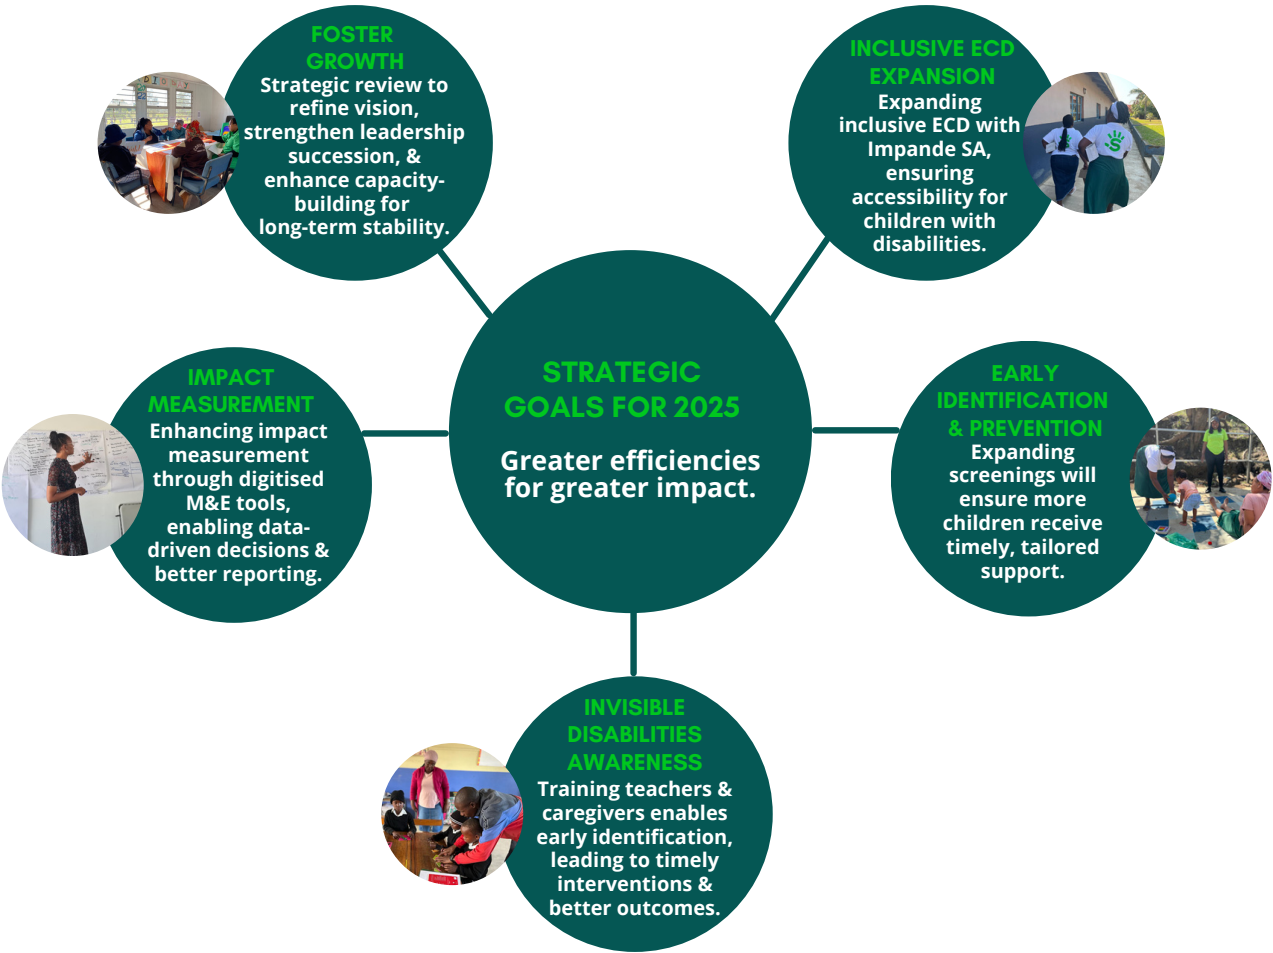 FOSTER
GROWTH
Strategic review to
refine vision,
strengthen leadership
succession, &
enhance capacity-
building for
long-term stability.
INCLUSIVE ECD
EXPANSION
Expanding
inclusive ECD with
Impande SA,
ensuring
accessibility for
children with
disabilities.
STRATEGIC
GOALS FOR 2025
Greater efficiencies
for greater impact.
IMPACT
MEASUREMENT
Enhancing impact
measurement
through digitised
M&E tools,
enabling data-
driven decisions &
better reporting.
EARLY
IDENTIFICATION
& PREVENTION
Expanding
screenings will
ensure more
children receive
timely, tailored
support.
INVISIBLE
DISABILITIES
AWARENESS
Training teachers &
caregivers enables
early identification,
leading to timely
interventions &
better outcomes.